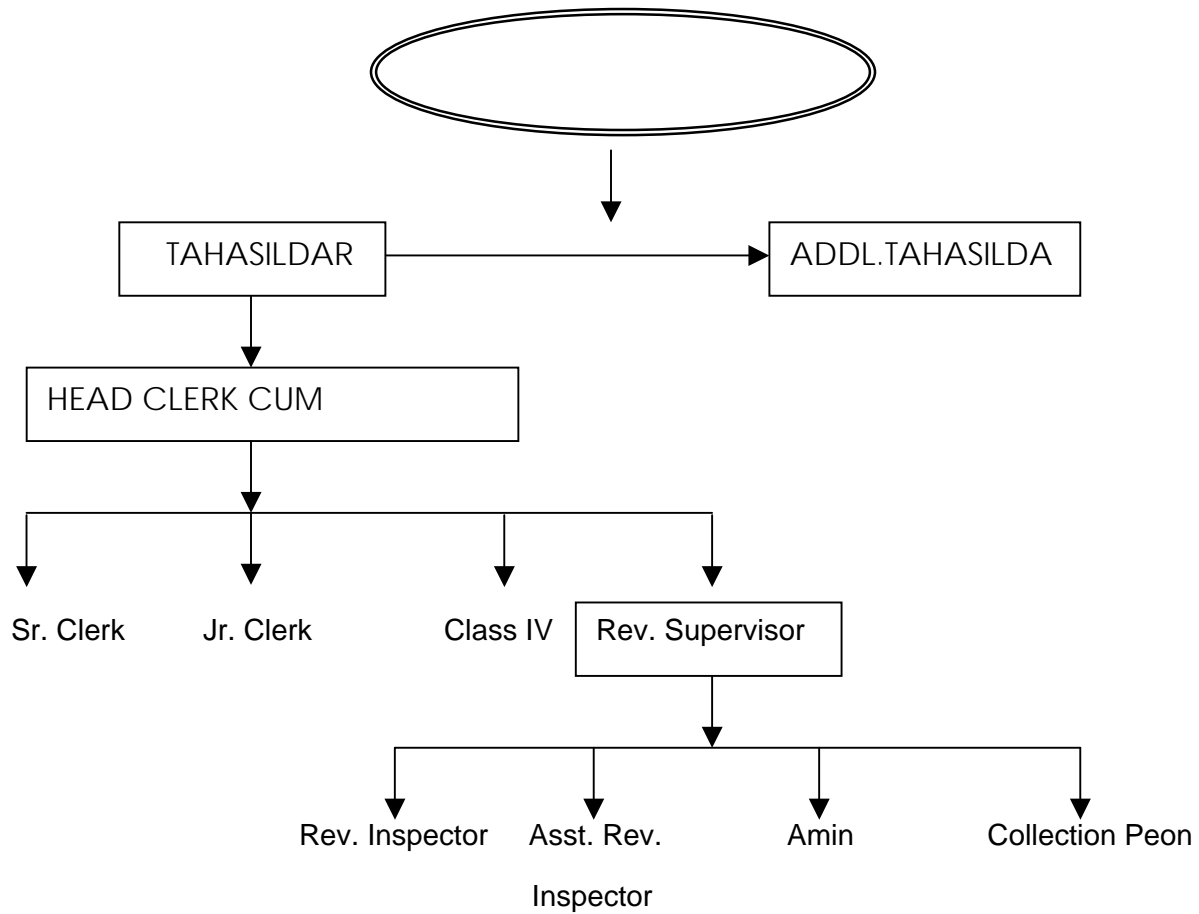 TAHASILDAR
ADDL.TAHASILDA
HEAD CLERK CUM
Sr. Clerk
Jr. Clerk
Class IV
Rev. Supervisor
Rev. Inspector
Asst. Rev.
Inspector
Amin
Collection Peon